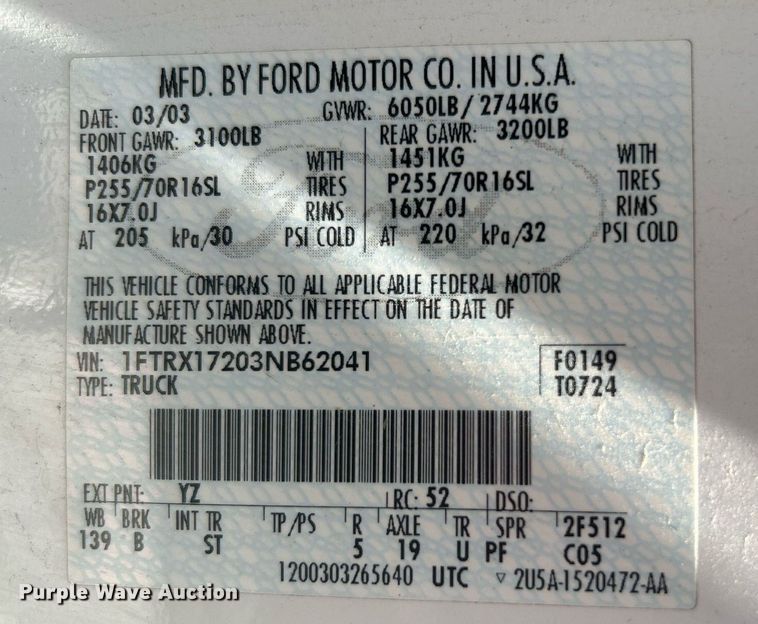 MFD. BY FORD MOTOR CO. IN U.S.A.
DATE: 03/03 GVWR: 6050LB/ 2744KG
FRONT GAWR: 3100LB REAR GAWR: 3200LB
1406KG WITH 1451KG WITH
P255/70R16SL TIRES P255/70R16SL TIRES
16X7.0J RIMS 16X7.0J RIMS
AT 205 kPa/30 PSI COLD AT 220 kPa/32 PSI COLD
THIS VEHICLE CONFORMS TO ALL APPLICABLE FEDERAL MOTOR
VEHICLE SAFETY STANDARDS IN EFFECT ON THE DATE OF
MANUFACTURE SHOWN ABOVE.
VIN: 1FTRX17203NB62041 F0149
TYPE: TRUCK T0724
EXT PNT: YZ RC: 52 DSO:
WB BRK INT TR TP/PS R AXLE TR SPR 2F512
139 B ST 5 19 U PF C05
1200303265640 UTC ▽ 2U5A-1520472-AA
Ford
Purple Wave Auction